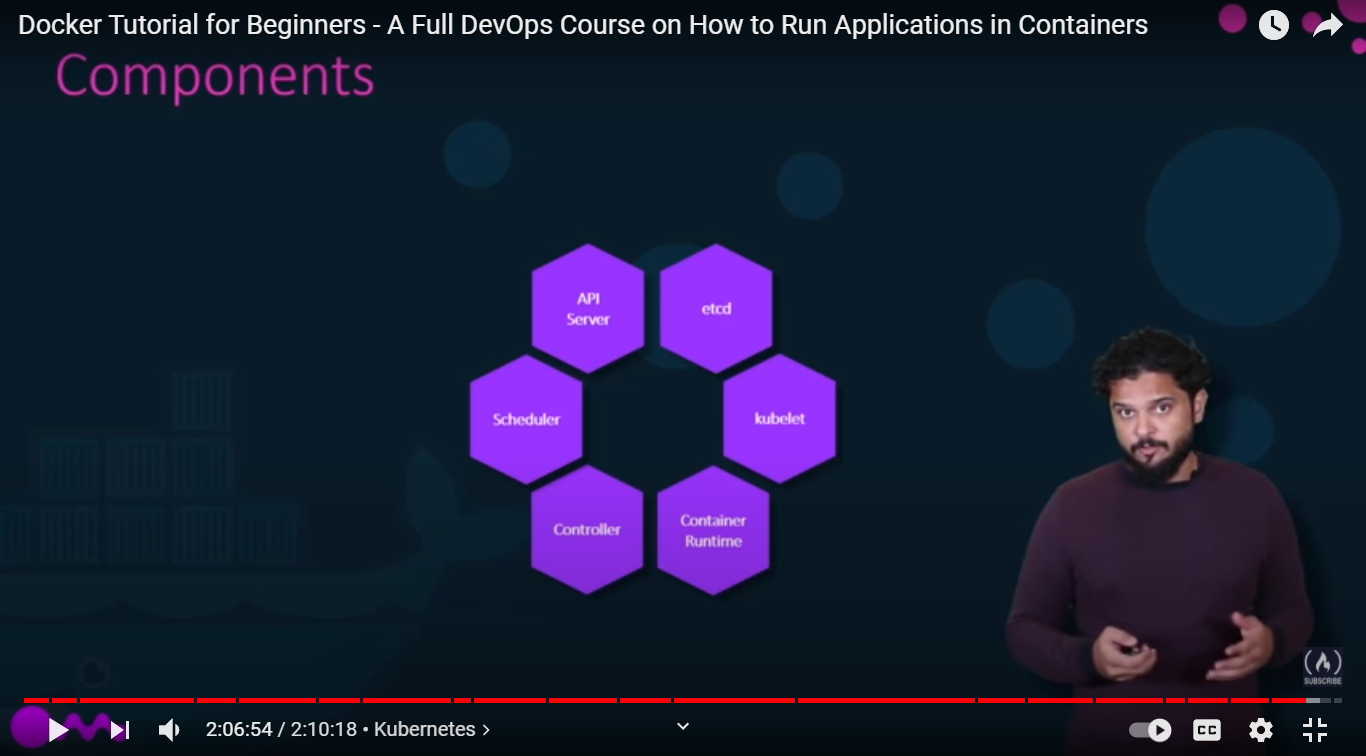 Docker Tutorial for Beginners - A Full DevOps Course on How to Run Applications in Containers
Components
API
Server
etcd
Scheduler
kubelet
Controller
Container
Runtime
SUBSCRIBE
2:06:54 / 2:10:18 • Kubernetes >
CC